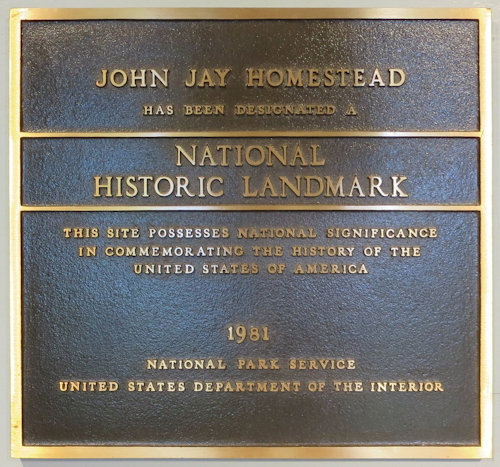 JOHN JAY HOMESTEAD
HAS BEEN DESIGNATED A
NATIONAL
HISTORIC LANDMARK
THIS SITE POSSESSES NATIONAL SIGNIFICANCE
IN COMMEMORATING THE HISTORY OF THE
UNITED STATES OF AMERICA
1981
NATIONAL PARK SERVICE
UNITED STATES DEPARTMENT OF THE INTERIOR